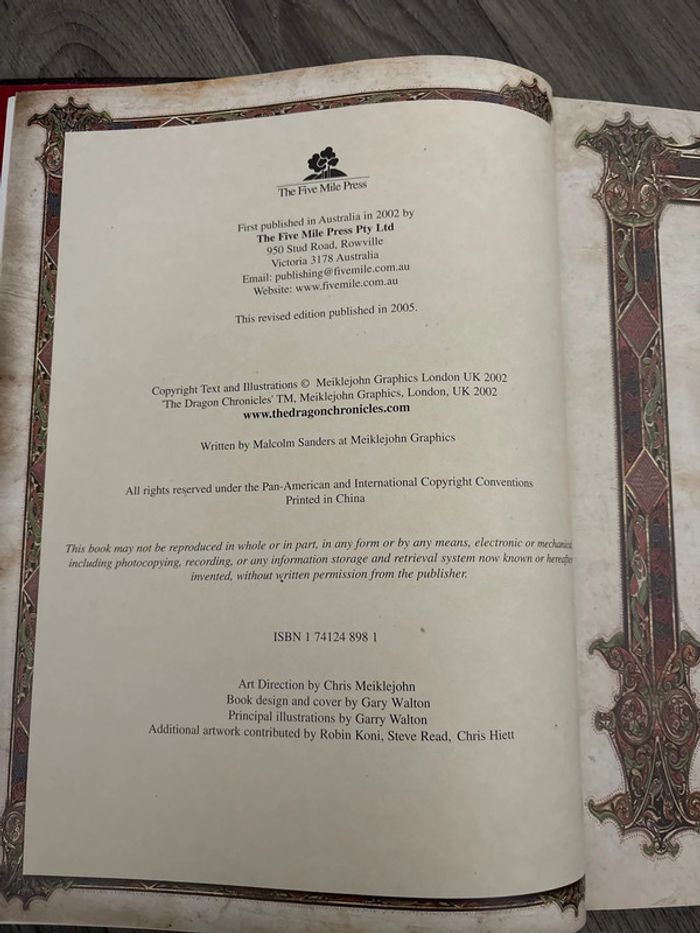 The Five Mile Press
First published in Australia in 2002 by
The Five Mile Press Pty Ltd
950 Stud Road, Rowville
Victoria 3178 Australia
Email: publishing@fivemile.com.au
Website: www.fivemile.com.au
This revised edition published in 2005.
Copyright Text and Illustrations © Meiklejohn Graphics London UK 2002
'The Dragon Chronicles' TM, Meiklejohn Graphics, London, UK 2002
www.thedragonchronicles.com
Written by Malcolm Sanders at Meiklejohn Graphics
All rights reserved under the Pan-American and International Copyright Conventions
Printed in China
This book may not be reproduced in whole or in part, in any form or by any means, electronic or mechanical
including photocopying, recording, or any information storage and retrieval system now known or hereafter
invented, without written permission from the publisher.
ISBN 1 74124 898 1
Art Direction by Chris Meiklejohn
Book design and cover by Gary Walton
Principal illustrations by Garry Walton
Additional artwork contributed by Robin Koni, Steve Read, Chris Hiett